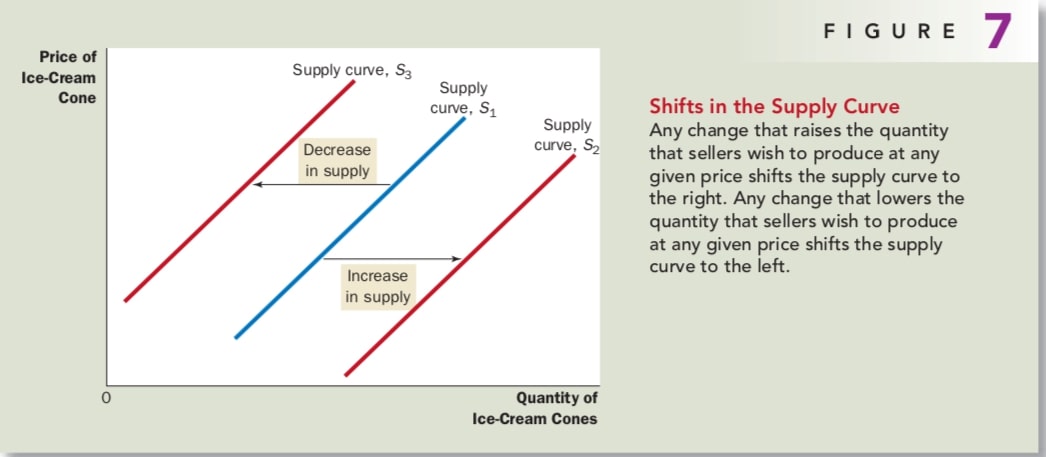 FIGURE 7
Price of
Ice-Cream
Cone
Supply curve, S3
Supply
curve, S1
Supply
curve, S2
Decrease
in supply
Increase
in supply
0
Quantity of
Ice-Cream Cones
Shifts in the Supply Curve
Any change that raises the quantity
that sellers wish to produce at any
given price shifts the supply curve to
the right. Any change that lowers the
quantity that sellers wish to produce
at any given price shifts the supply
curve to the left.